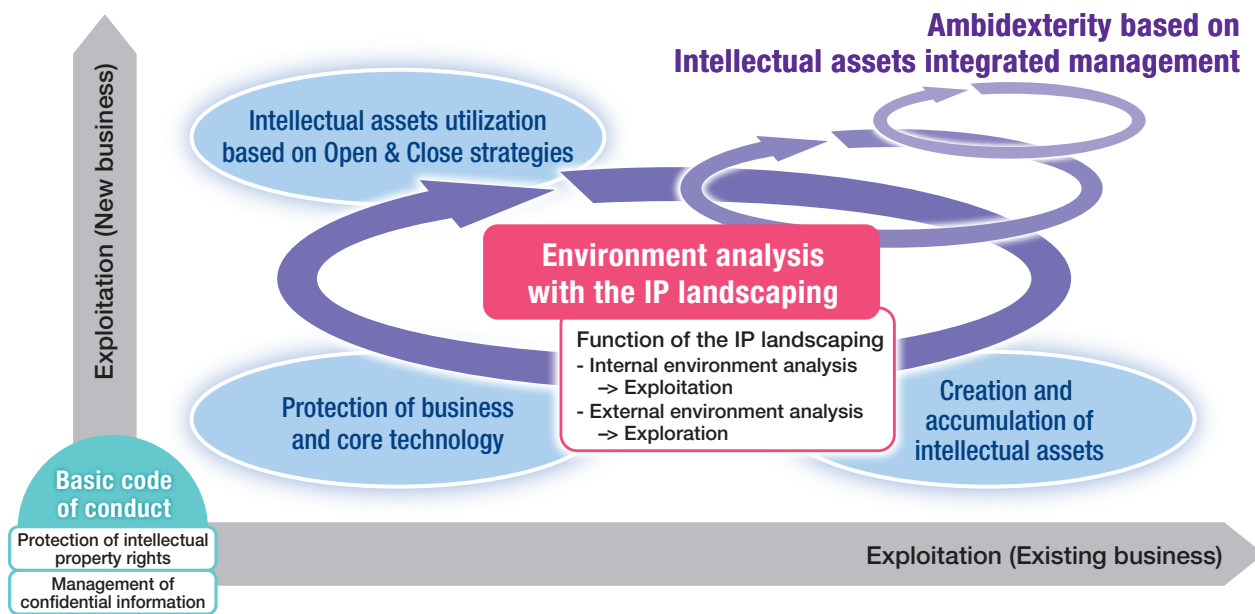 Ambidexterity based on
Intellectual assets integrated management
Exploitation (New business)
Intellectual assets utilization
based on Open & Close strategies
Environment analysis
with the IP landscaping
Function of the IP landscaping
- Internal environment analysis
–> Exploitation
- External environment analysis
–> Exploration
Protection of business
and core technology
Creation and
accumulation of
intellectual assets
Basic code
of conduct
Protection of intellectual
property rights
Management of
confidential information
Exploitation (Existing business)